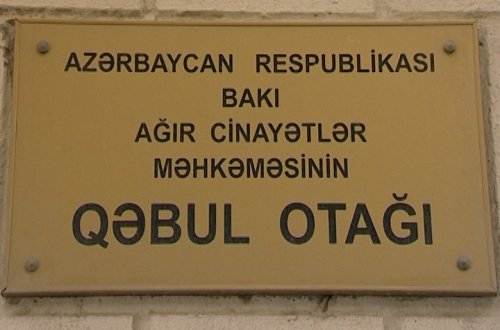 AZƏRBAYCAN RESPUBLİKASI
BAKI
AĞIR CİNAYƏTLƏR
MƏHKƏMƏSİNİN
QƏBUL OTAĞI